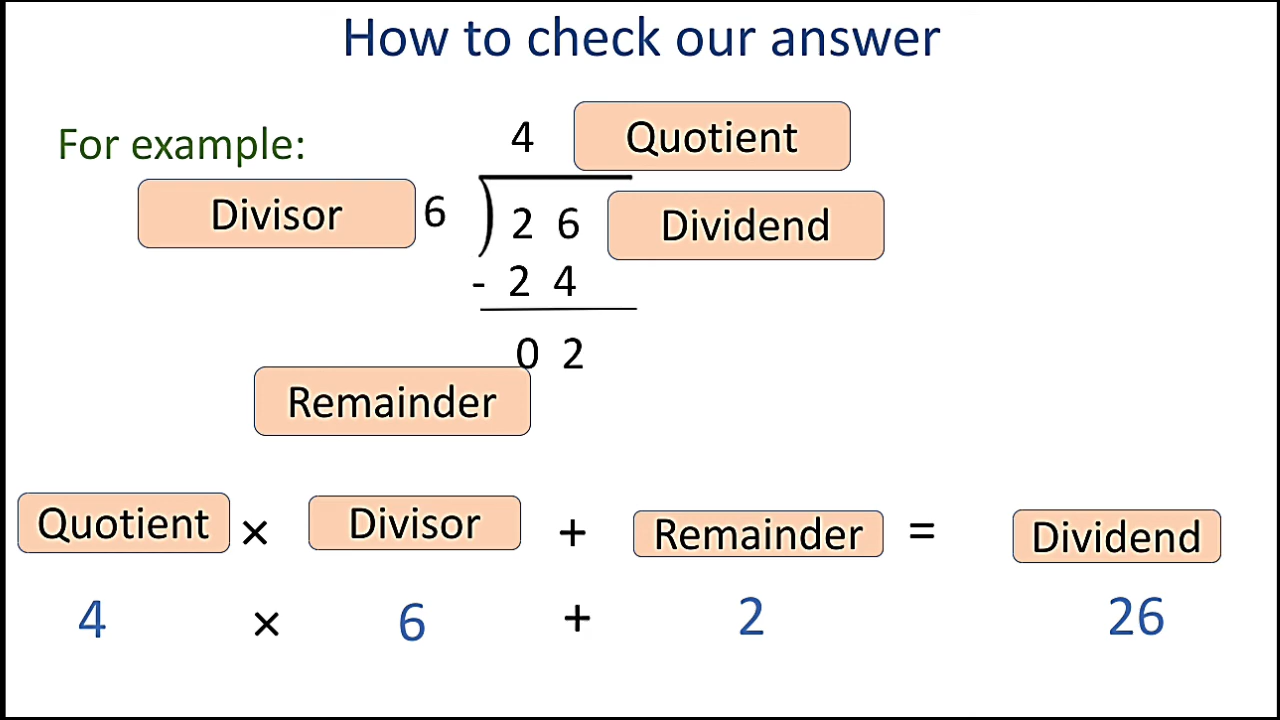 How to check our answer
For example:
4 Quotient
Divisor 6 ) 2 6 Dividend
- 2 4
0 2
Remainder
Quotient × Divisor + Remainder = Dividend
4 × 6 + 2 26